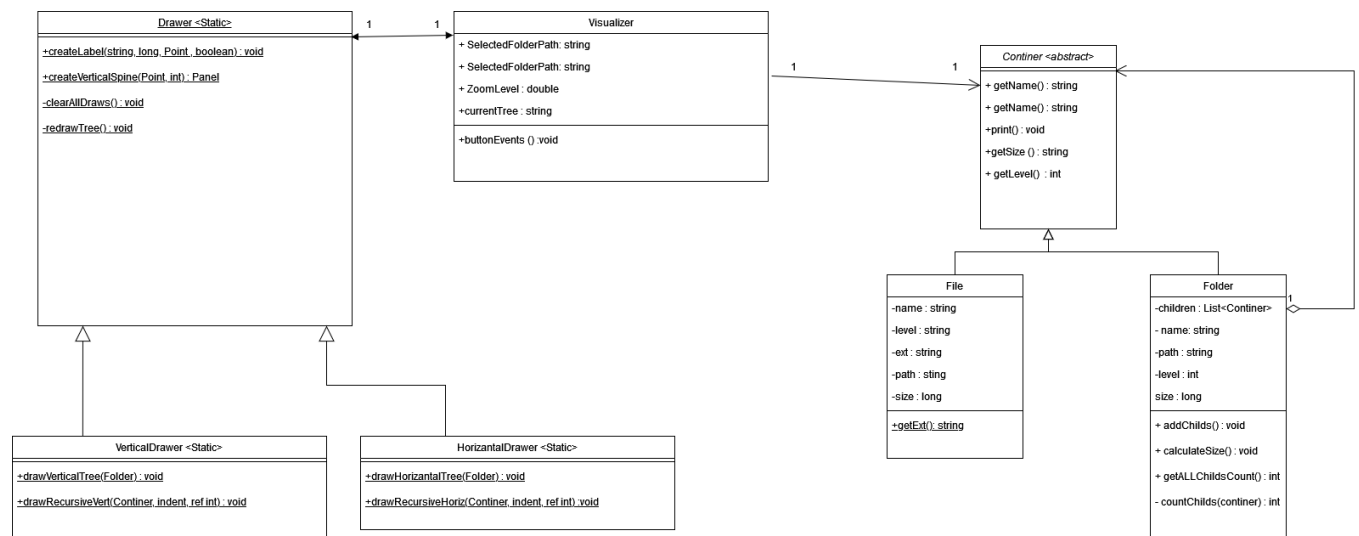 Drawer <Static>
+createLabel(string, long, Point , boolean) : void
+createVerticalSpine(Point, int) : Panel
-clearAllDraws() : void
-redrawTree() : void
1
1
Visualizer
+ SelectedFolderPath: string
+ SelectedFolderPath: string
+ ZoomLevel : double
+currentTree : string
+buttonEvents () :void
1
1
Continer <abstract>
+ getName() : string
+ getName() : string
+print() : void
+getSize () : string
+ getLevel() : int
File
-name : string
-level : string
-ext : string
-path : sting
-size : long
+getExt(): string
Folder
1
-children : List<Continer>
- name: string
-path : string
-level : int
size : long
+ addChilds() : void
+ calculateSize() : void
+ getALLChildsCount() : int
- countChilds(continer) : int
VerticalDrawer <Static>
+drawVerticalTree(Folder) : void
+drawRecursiveVert(Continer, indent, ref int) : void
HorizantalDrawer <Static>
+drawHorizantalTree(Folder) : void
+drawRecursiveHoriz(Continer, indent, ref int) :void